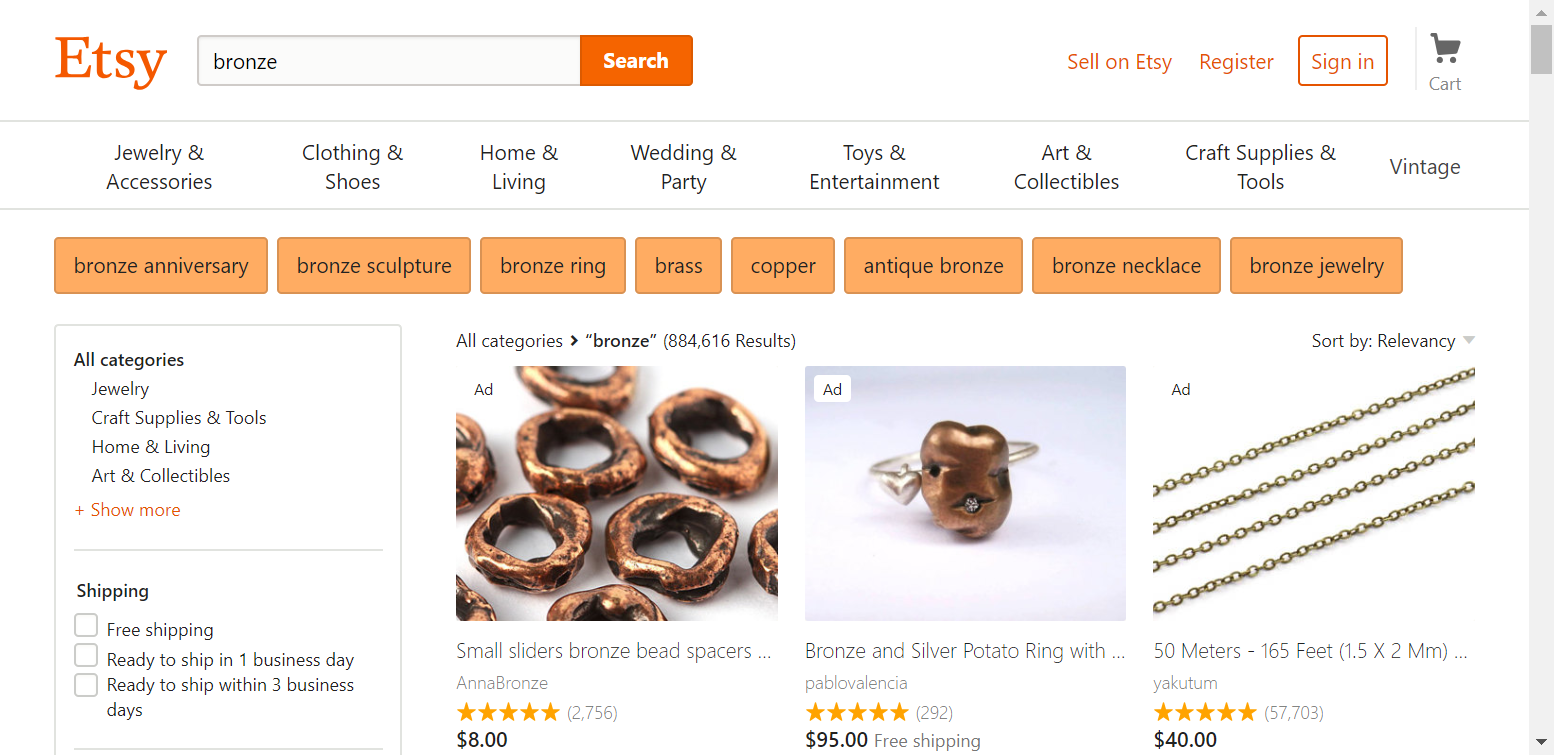 Etsy
bronze
Search
Sell on Etsy
Register
Sign in
Cart
Jewelry &
Accessories
Clothing &
Shoes
Home &
Living
Wedding &
Party
Toys &
Entertainment
Art &
Collectibles
Craft Supplies &
Tools
Vintage
bronze anniversary
bronze sculpture
bronze ring
brass
copper
antique bronze
bronze necklace
bronze jewelry
All categories
Jewelry
Craft Supplies & Tools
Home & Living
Art & Collectibles
+ Show more
Shipping
Free shipping
Ready to ship in 1 business day
Ready to ship within 3 business
days
All categories > “bronze” (884,616 Results)
Sort by: Relevancy
Ad
Small sliders bronze bead spacers ...
AnnaBronze
(2,756)
$8.00
Ad
Bronze and Silver Potato Ring with ...
pablovalencia
(292)
$95.00 Free shipping
Ad
50 Meters - 165 Feet (1.5 X 2 Mm) ...
yakutum
(57,703)
$40.00